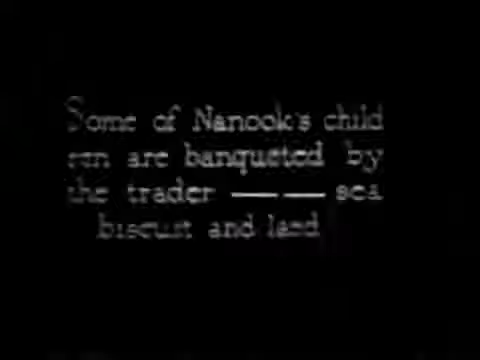 Some of Nanook's child
ren are banqueted by
the trader — — sea
biscuit and lard